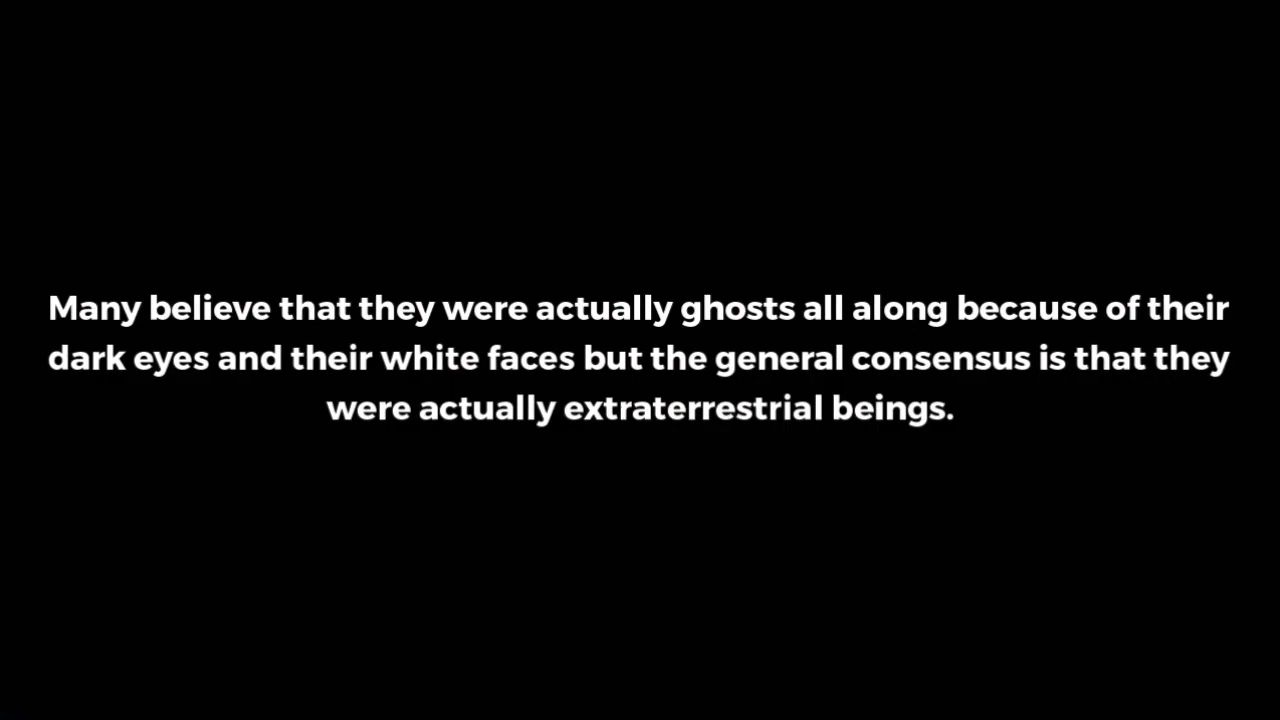 Many believe that they were actually ghosts all along because of their
dark eyes and their white faces but the general consensus is that they
were actually extraterrestrial beings.